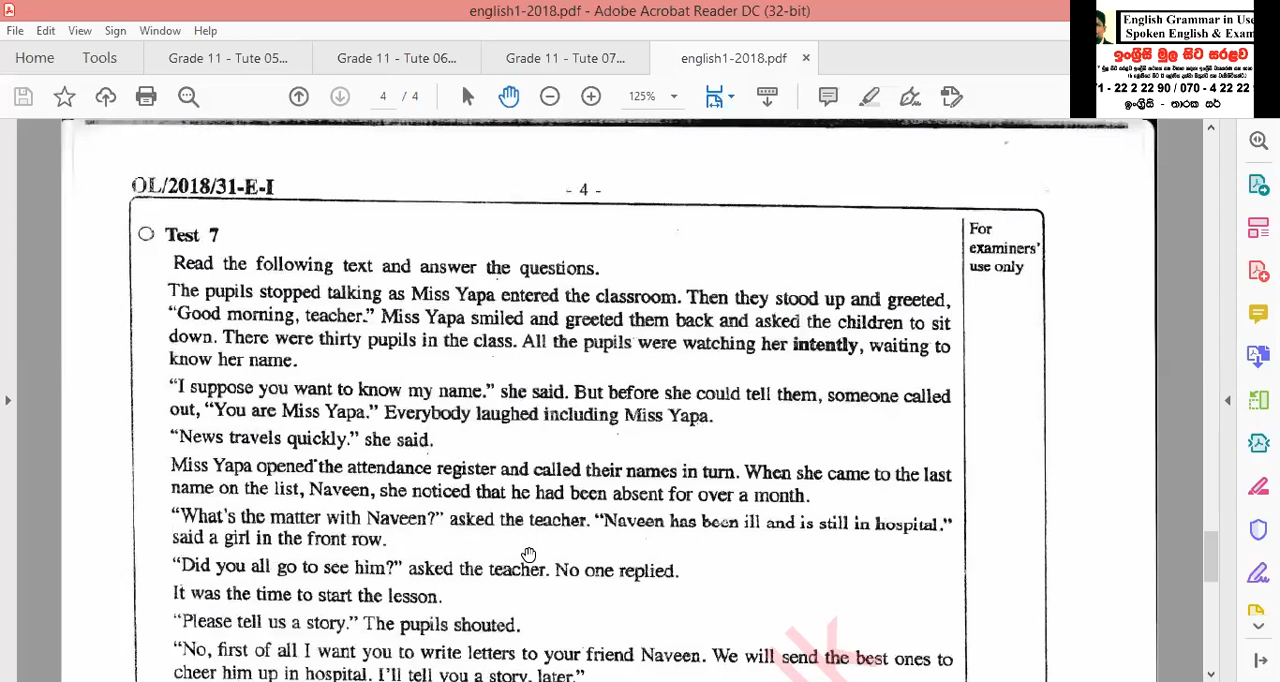 english1-2018.pdf - Adobe Acrobat Reader DC (32-bit)
File Edit View Sign Window Help
Home Tools Grade 11 - Tute 05... Grade 11 - Tute 06... Grade 11 - Tute 07... english1-2018.pdf ×
4 / 4 125%
English Grammar in Use
Spoken English & Exam
ඉංග්‍රීසි මුල සිට සරළව
71 - 22 2 22 90 / 070 - 4 22 22
ඉංග්‍රීසි - තාරක සර්
OL/2018/31-E-I - 4 -
For
examiners'
use only
Test 7
Read the following text and answer the questions.
The pupils stopped talking as Miss Yapa entered the classroom. Then they stood up and greeted,
“Good morning, teacher.” Miss Yapa smiled and greeted them back and asked the children to sit
down. There were thirty pupils in the class. All the pupils were watching her intently, waiting to
know her name.
“I suppose you want to know my name.” she said. But before she could tell them, someone called
out, “You are Miss Yapa.” Everybody laughed including Miss Yapa.
“News travels quickly.” she said.
Miss Yapa opened the attendance register and called their names in turn. When she came to the last
name on the list, Naveen, she noticed that he had been absent for over a month.
“What's the matter with Naveen?” asked the teacher. “Naveen has been ill and is still in hospital.”
said a girl in the front row.
“Did you all go to see him?” asked the teacher. No one replied.
It was the time to start the lesson.
“Please tell us a story.” The pupils shouted.
“No, first of all I want you to write letters to your friend Naveen. We will send the best ones to
cheer him up in hospital. I'll tell you a story, later.”